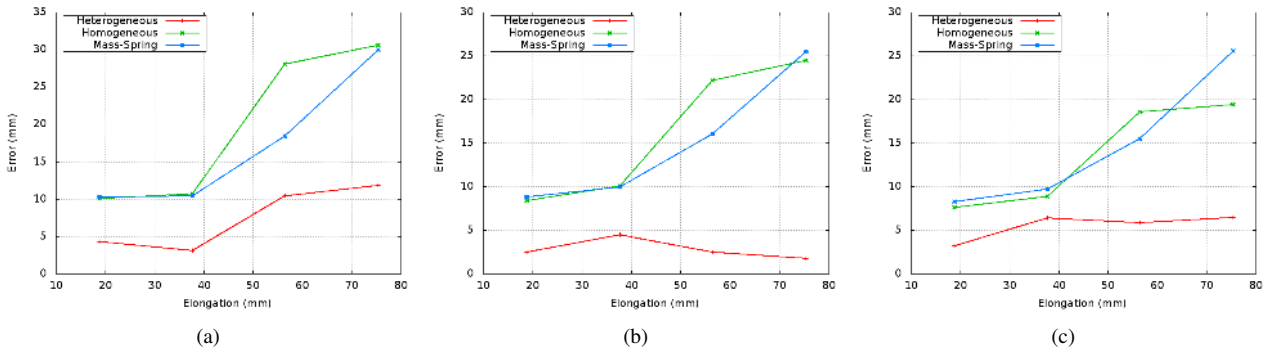 35
30
25
20
15
10
5
0
Error (mm)
Heterogeneous
Homogeneous
Mass-Spring
10 20 30 40 50 60 70 80
Elongation (mm)
(a)
30
25
20
15
10
5
0
Error (mm)
Heterogeneous
Homogeneous
Mass-Spring
10 20 30 40 50 60 70 80
Elongation (mm)
(b)
30
25
20
15
10
5
0
Error (mm)
Heterogeneous
Homogeneous
Mass-Spring
10 20 30 40 50 60 70 80
Elongation (mm)
(c)